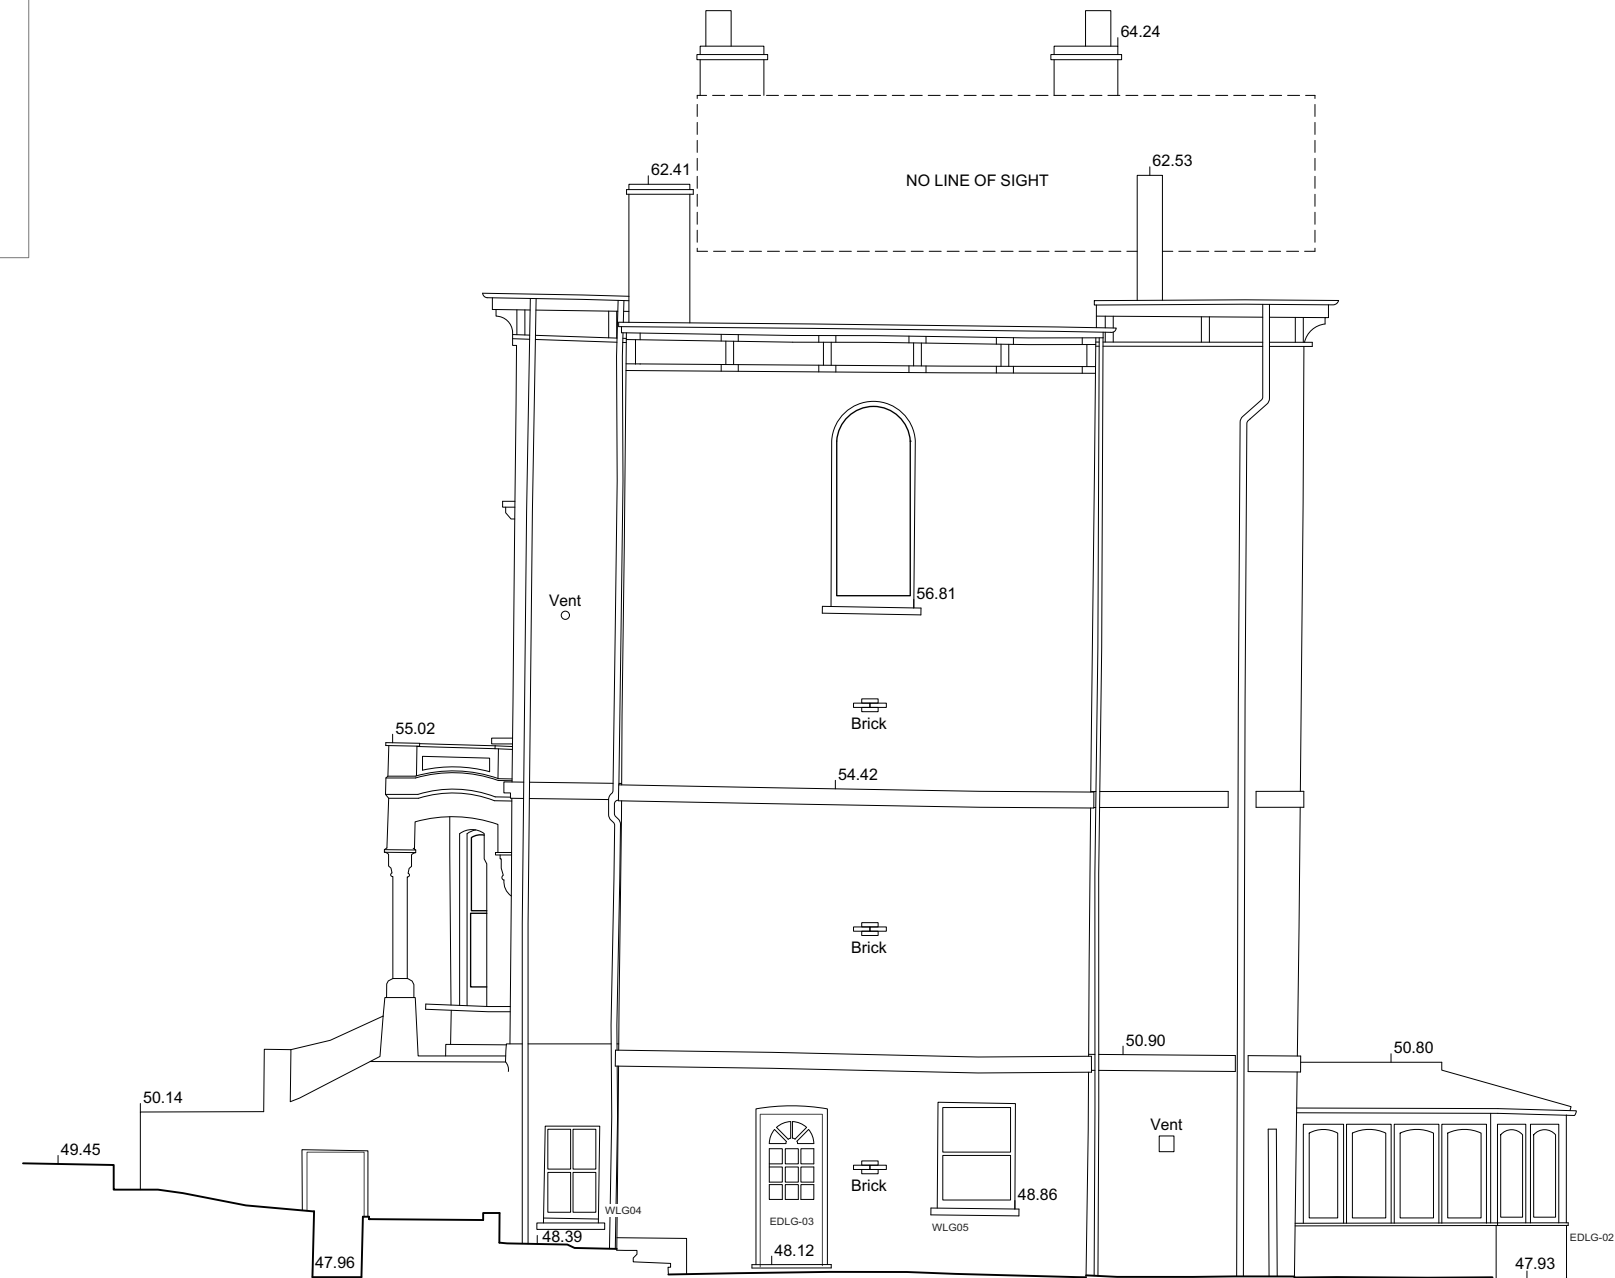 64.24
62.53
62.41
NO LINE OF SIGHT
56.81
Vent
Brick
55.02
54.42
Brick
50.90
50.80
50.14
Vent
49.45
Brick
48.86
WLG04
EDLG-03
WLG05
48.39
EDLG-02
48.12
47.96
47.93